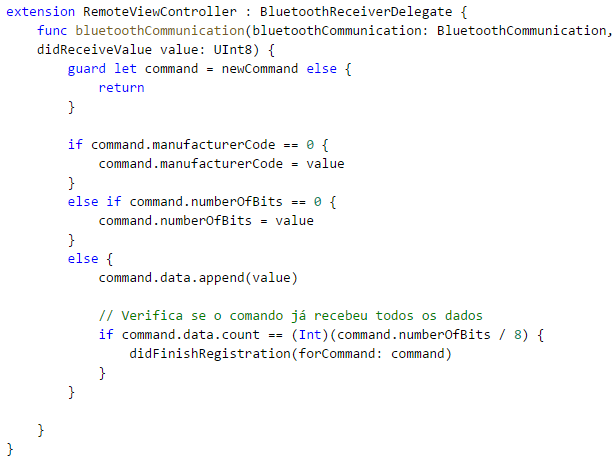 extension RemoteViewController : BluetoothReceiverDelegate {
    func bluetoothCommunication(bluetoothCommunication: BluetoothCommunication,
    didReceiveValue value: UInt8) {
        guard let command = newCommand else {
            return
        }

        if command.manufacturerCode == 0 {
            command.manufacturerCode = value
        }
        else if command.numberOfBits == 0 {
            command.numberOfBits = value
        }
        else {
            command.data.append(value)

            // Verifica se o comando já recebeu todos os dados
            if command.data.count == (Int)(command.numberOfBits / 8) {
                didFinishRegistration(forCommand: command)
            }
        }

    }
}